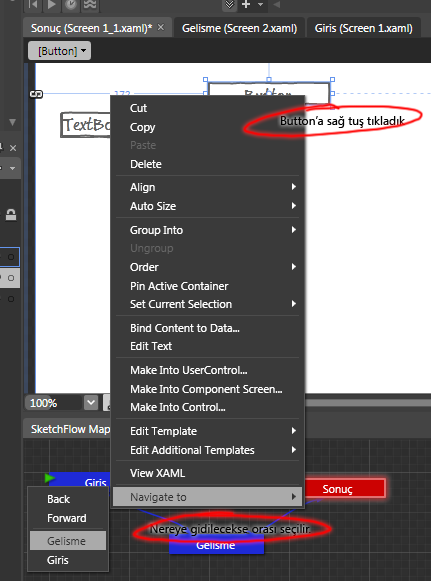 Sonuç (Screen 1_1.xaml)* × Gelisme (Screen 2.xaml) Giris (Screen 1.xaml)
[Button]
172
Button
TextBo
Button'a sağ tuş tıkladık
Cut
Copy
Paste
Delete
Align
Auto Size
Group Into
Ungroup
Order
Pin Active Container
Set Current Selection
Bind Content to Data...
Edit Text
Make Into UserControl...
Make Into Component Screen...
Make Into Control...
Edit Template
Edit Additional Templates
View XAML
Navigate to
100%
SketchFlow Map
Giris
Sonuç
Back
Forward
Gelisme
Giris
Nereye gidilecekse orası seçilir
Gelisme